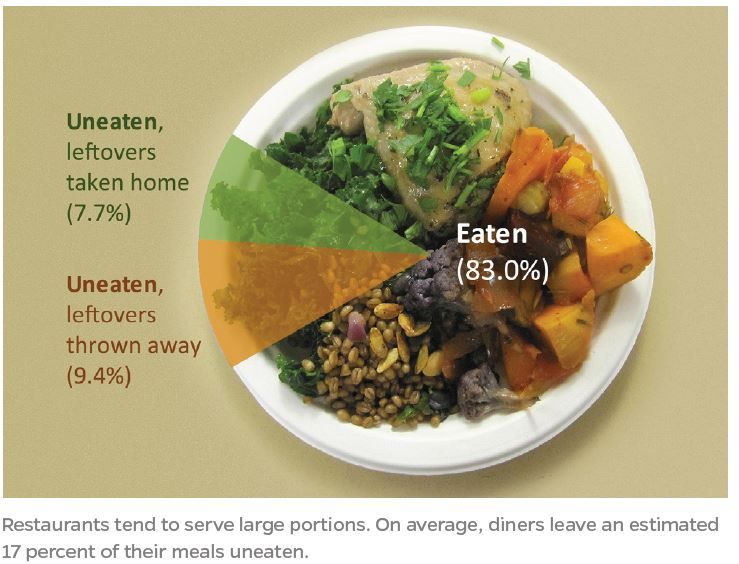 Uneaten,
leftovers
taken home
(7.7%)
Eaten
(83.0%)
Uneaten,
leftovers
thrown away
(9.4%)
Restaurants tend to serve large portions. On average, diners leave an estimated
17 percent of their meals uneaten.